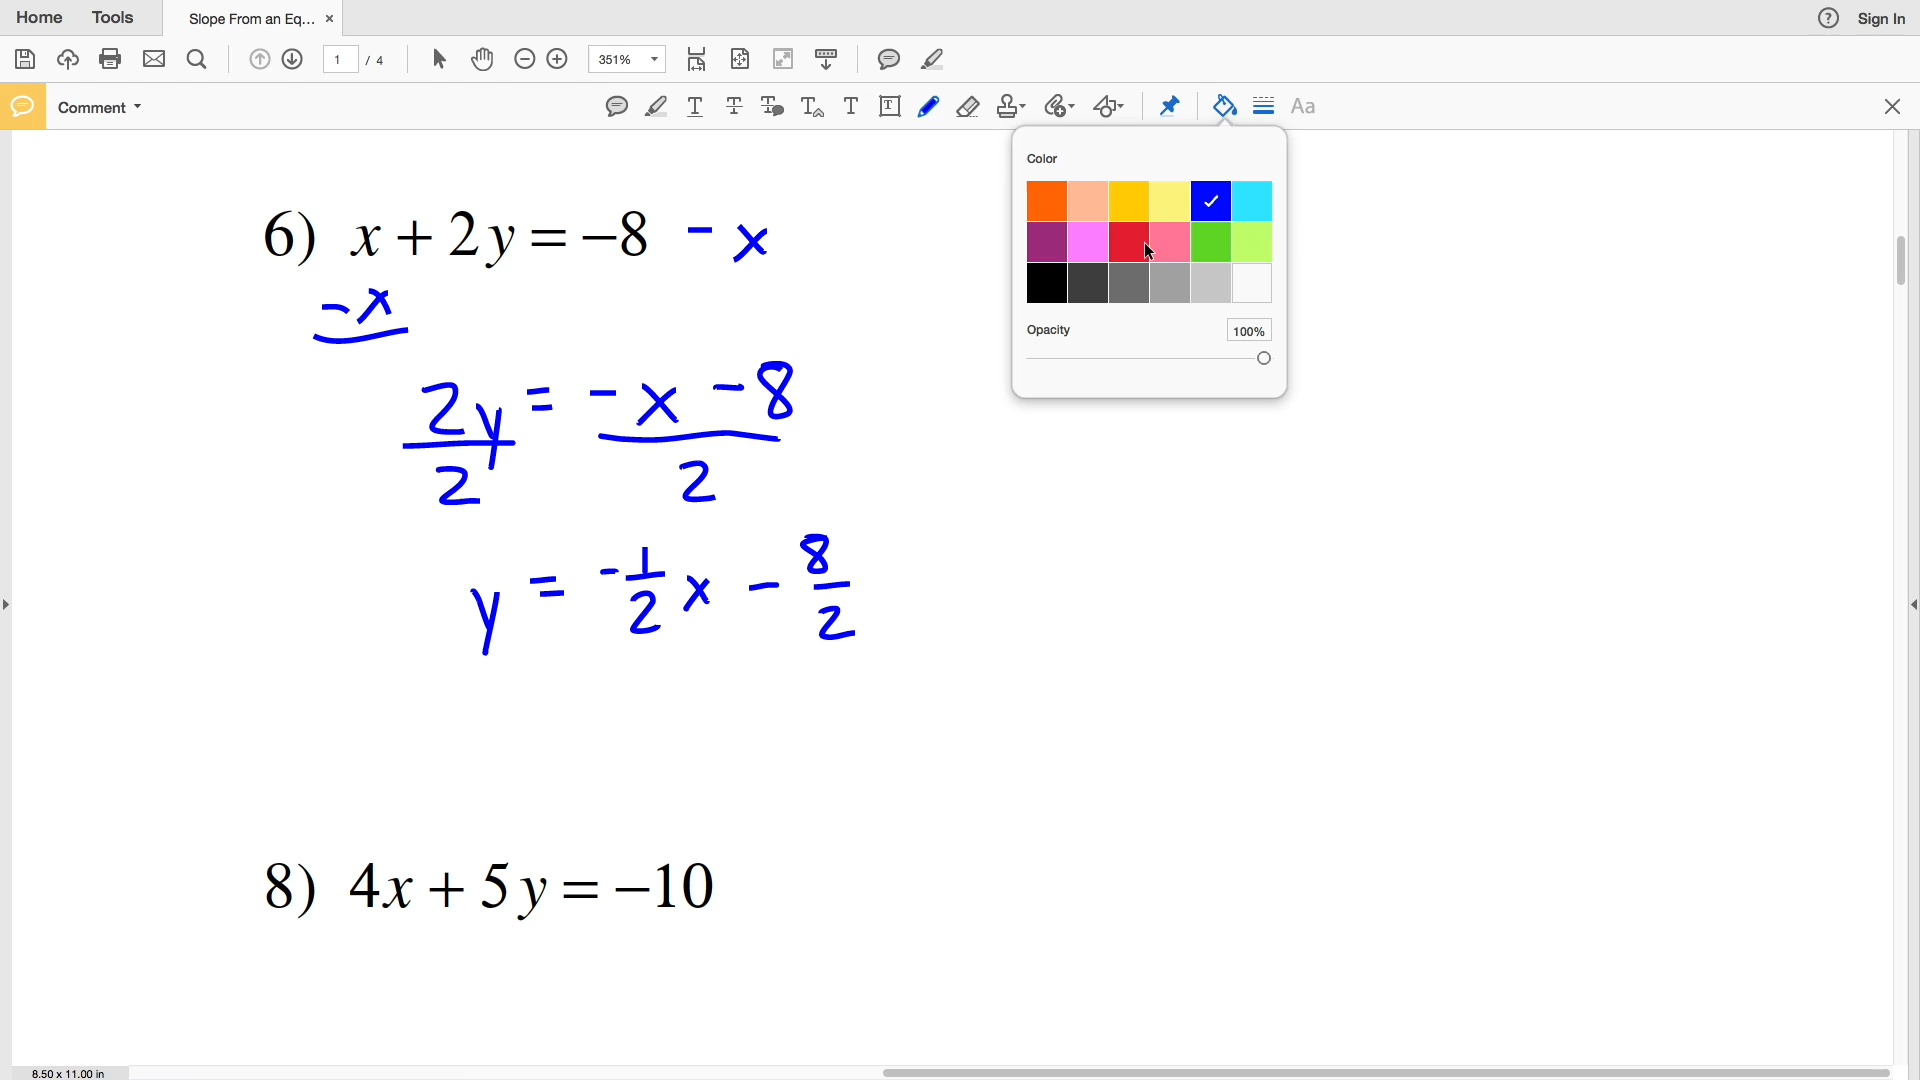 Home Tools Slope From an Eq... × ? Sign In
1 / 4 351%
Comment T T T T T T Aa
Color
6) x + 2y = −8 - x
- x
Opacity 100%
2y = - x - 8
2 2
y = - 1/2 x - 8/2
8) 4x + 5y = −10
8.50 x 11.00 in